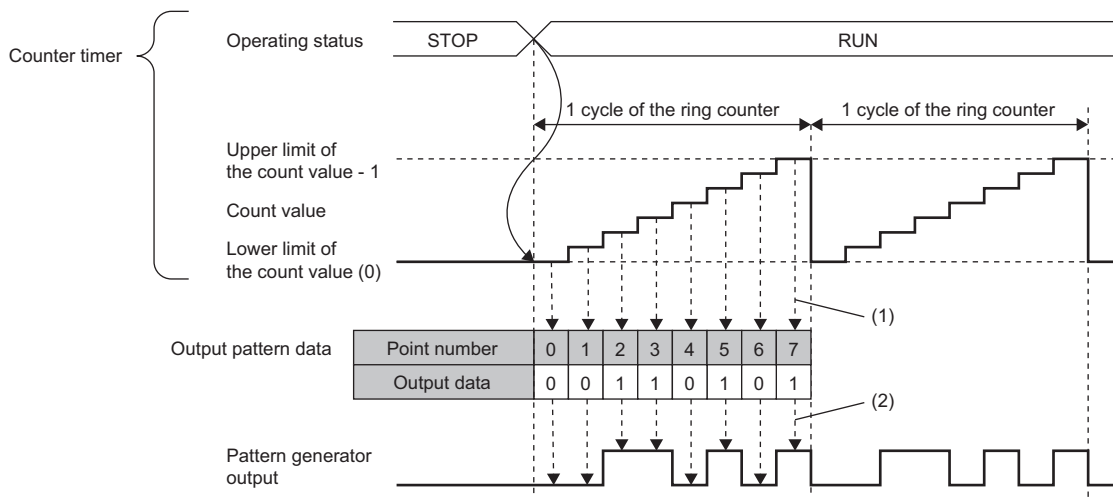 Counter timer
Operating status
STOP
RUN
1 cycle of the ring counter
1 cycle of the ring counter
Upper limit of
the count value - 1
Count value
Lower limit of
the count value (0)
(1)
Output pattern data
Point number 0 1 2 3 4 5 6 7
Output data 0 0 1 1 0 1 0 1
(2)
Pattern generator
output